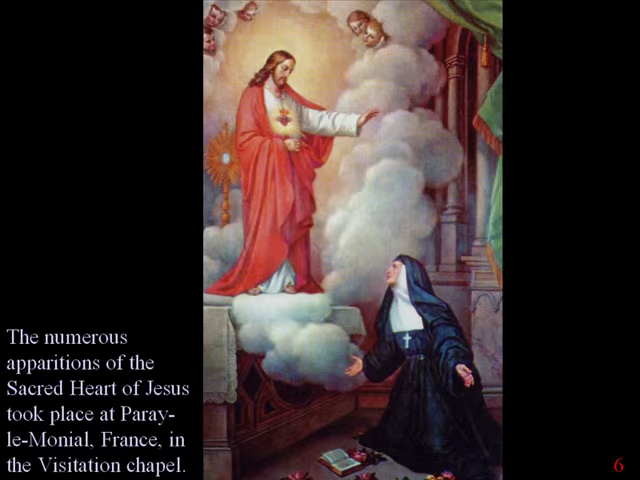 The numerous
apparitions of the
Sacred Heart of Jesus
took place at Paray-
le-Monial, France, in
the Visitation chapel.
6